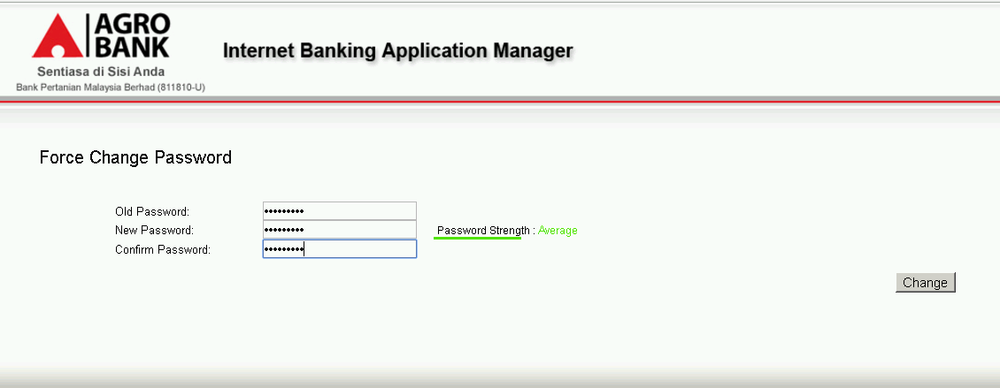 AGRO
BANK
Sentiasa di Sisi Anda
Bank Pertanian Malaysia Berhad (811810-U)
Internet Banking Application Manager
Force Change Password
Old Password: •••••••••
New Password: ••••••••• Password Strength : Average
Confirm Password: •••••••••
Change